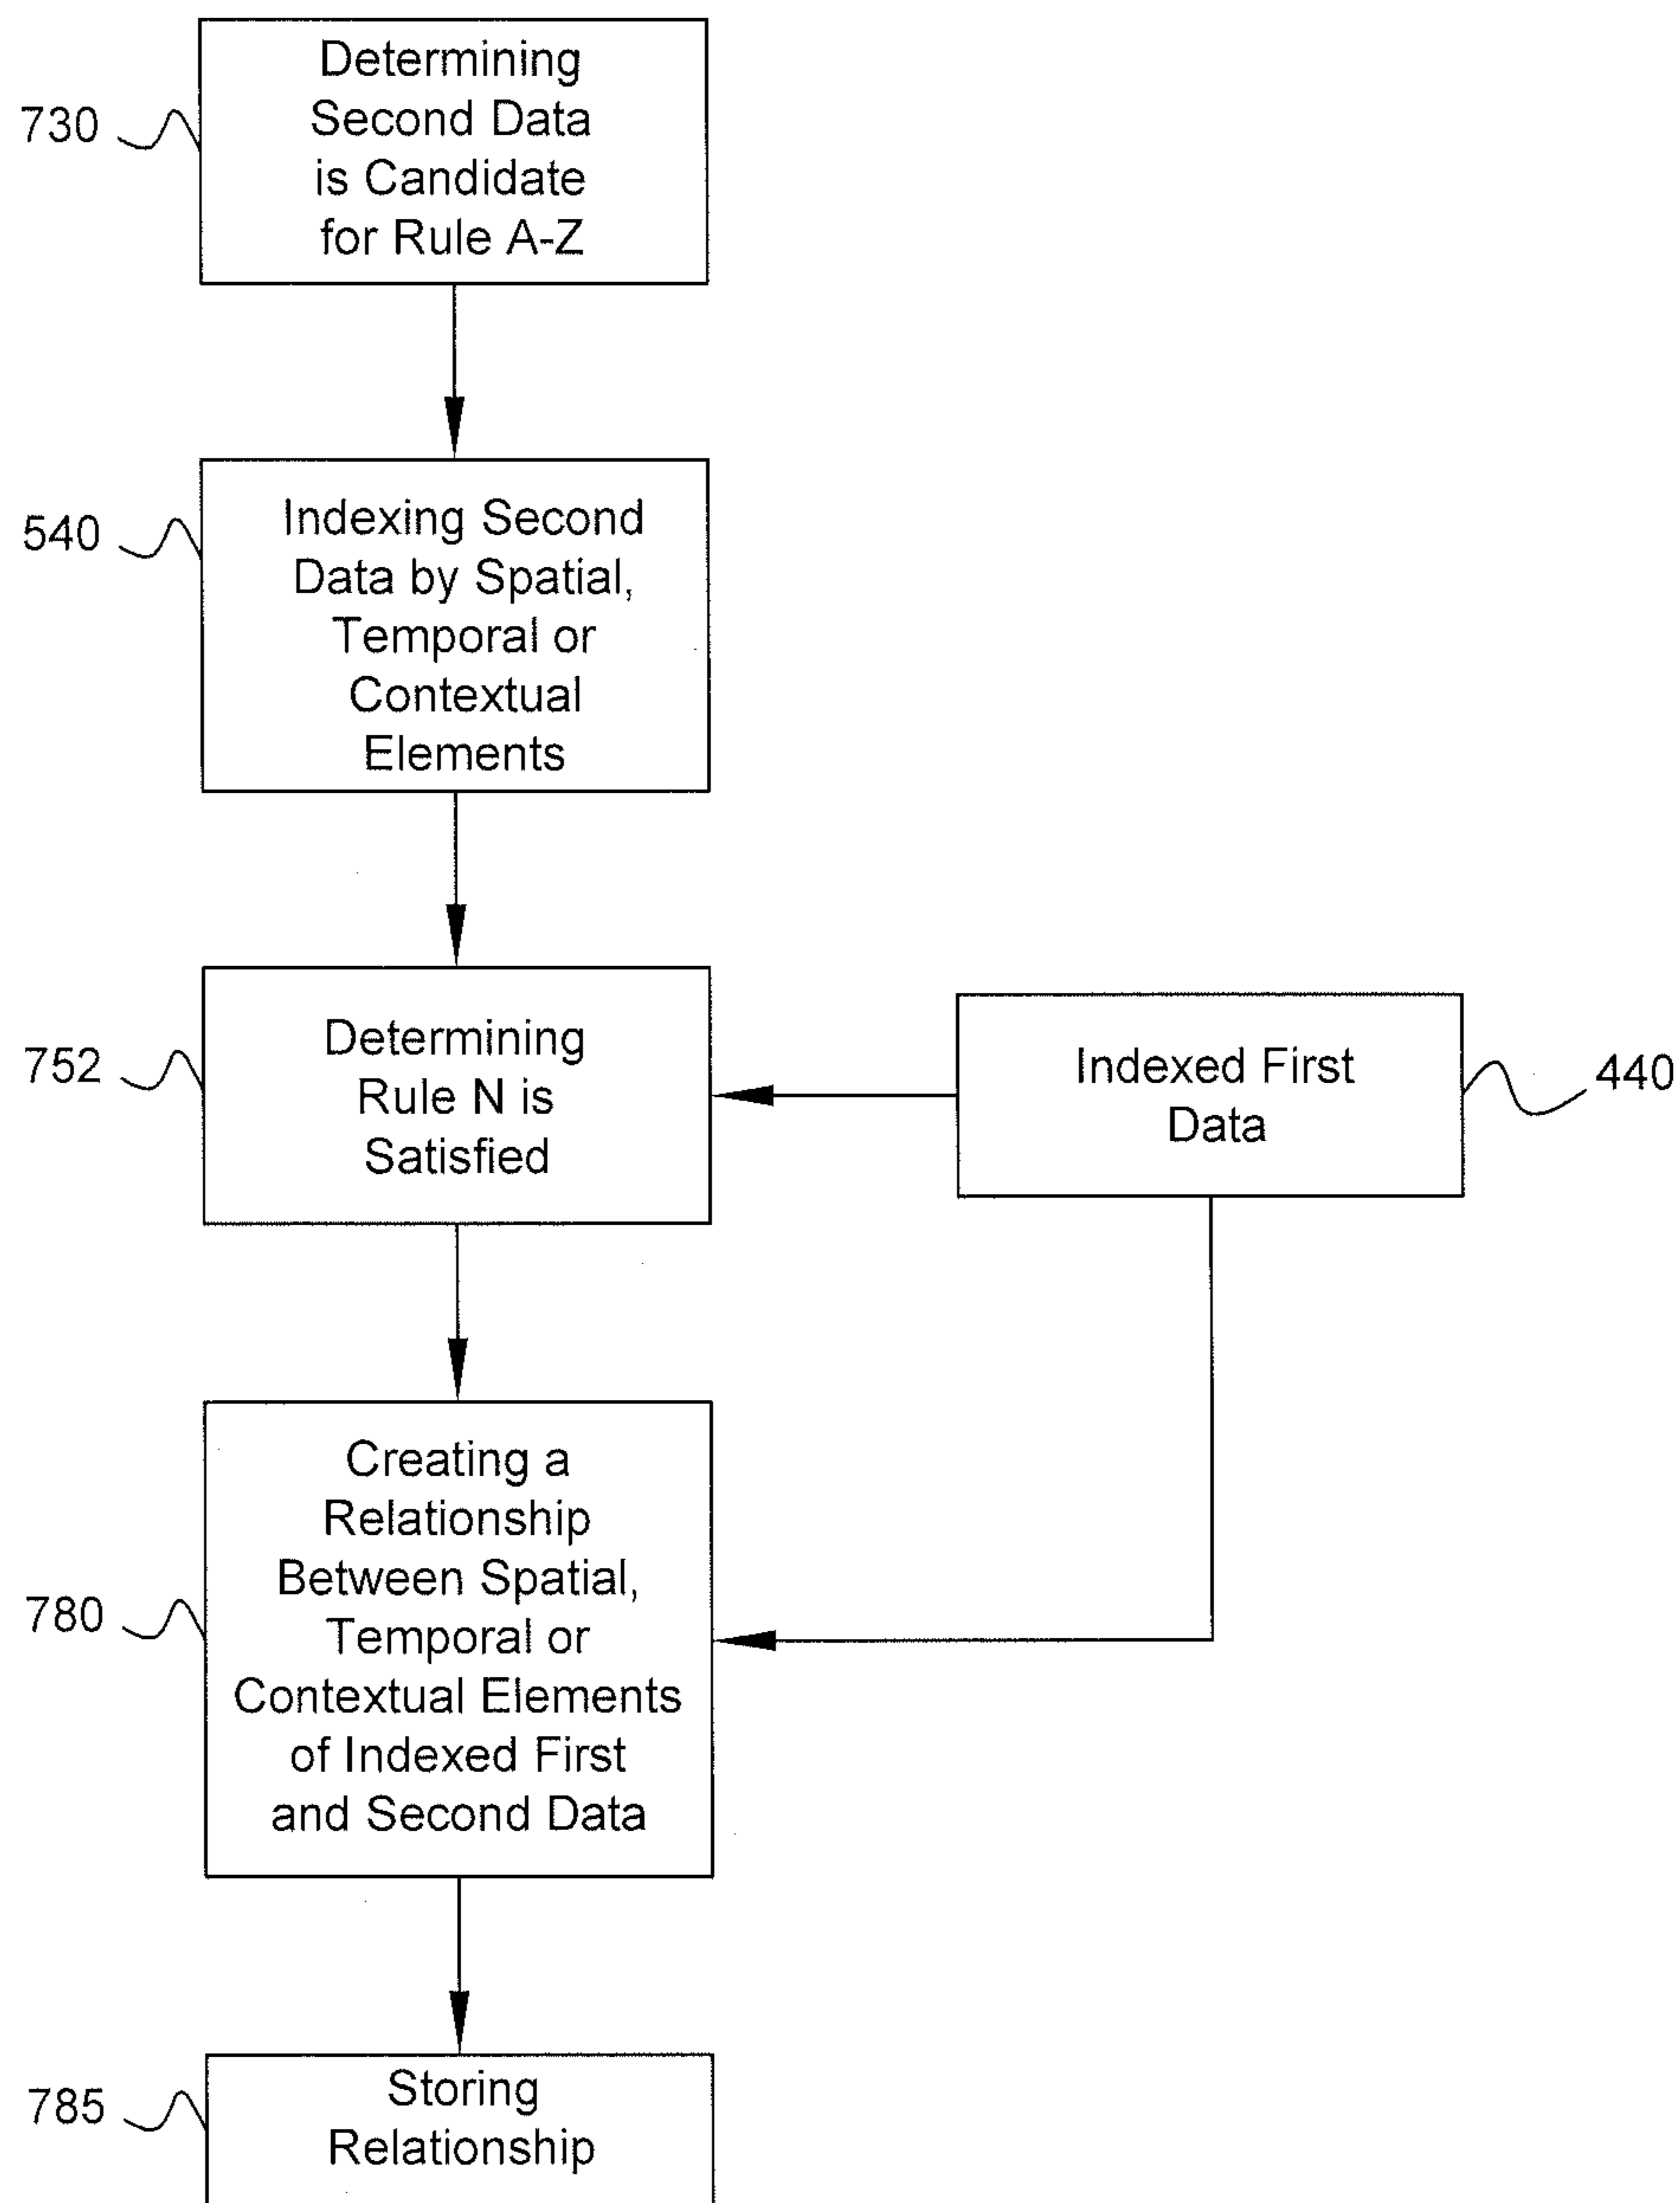 730
Determining
Second Data
is Candidate
for Rule A-Z
540
Indexing Second
Data by Spatial,
Temporal or
Contextual
Elements
752
Determining
Rule N is
Satisfied
Indexed First
Data
440
780
Creating a
Relationship
Between Spatial,
Temporal or
Contextual Elements
of Indexed First
and Second Data
785
Storing
Relationship